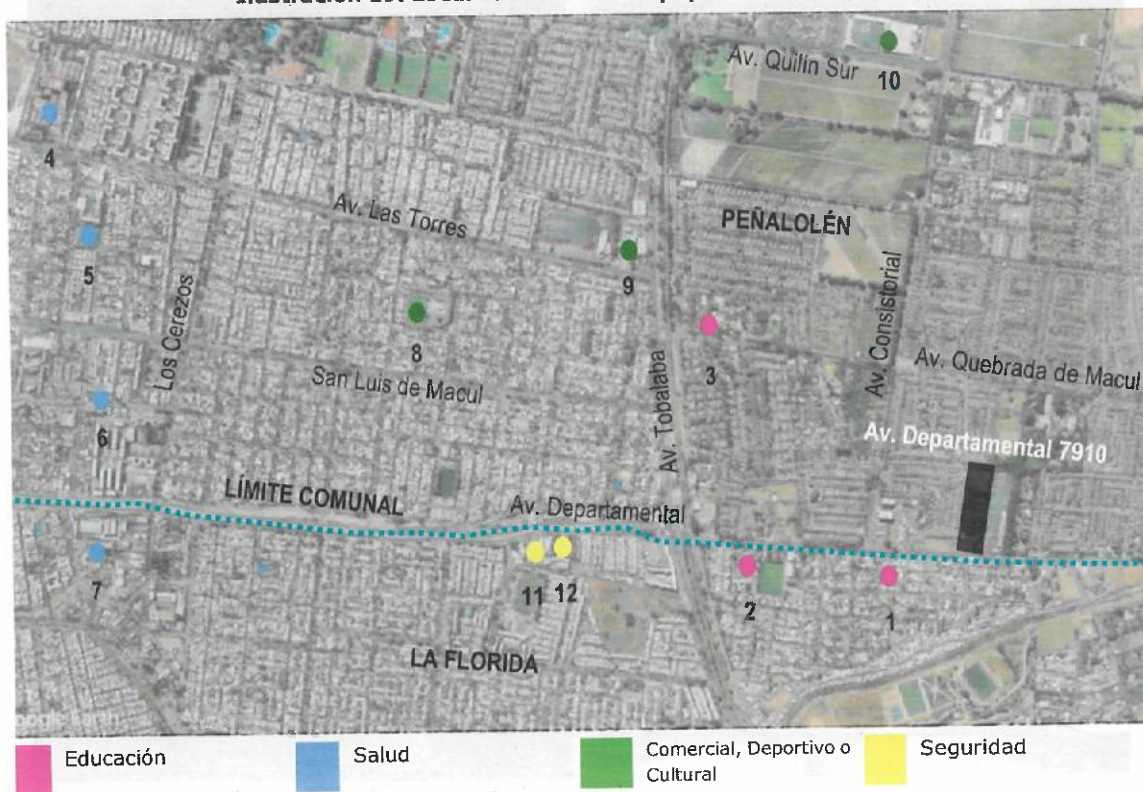 Av. Quilín Sur
10
4
Av. Las Torres
PEÑALOLÉN
5
9
Los Cerezos
Av. Consistorial
8
3
San Luis de Macul
Av. Quebrada de Macul
Av. Tobalaba
6
Av. Departamental 7910
LÍMITE COMUNAL
Av. Departamental
7
11
12
2
1
LA FLORIDA
Educación
Salud
Comercial, Deportivo o
Cultural
Seguridad